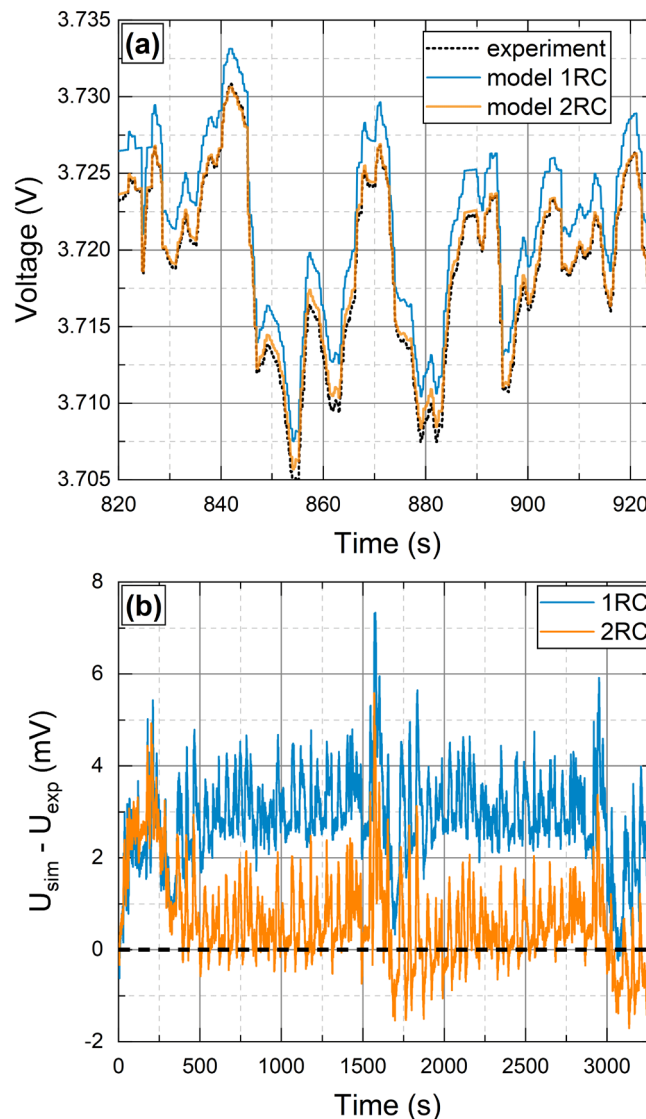 (a)
experiment
model 1RC
model 2RC
3.735
3.730
3.725
3.720
3.715
3.710
3.705
Voltage (V)
820 840 860 880 900 920
Time (s)
(b)
1RC
2RC
8
6
4
2
0
-2
U_sim - U_exp (mV)
0 500 1000 1500 2000 2500 3000
Time (s)